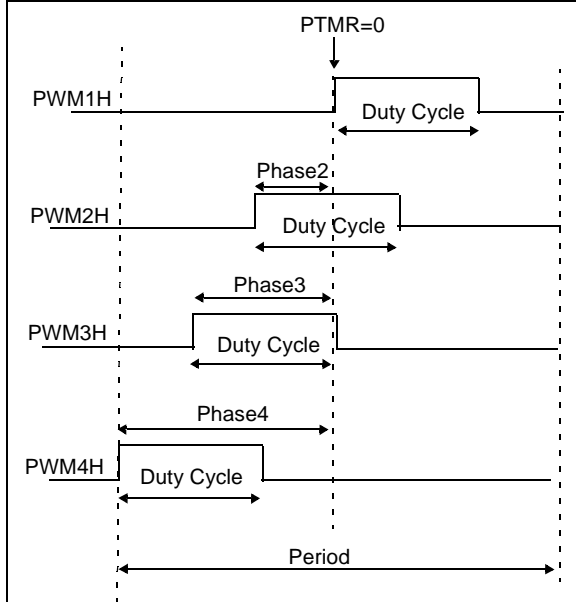 PTMR=0
PWM1H
Duty Cycle
Phase2
PWM2H
Duty Cycle
Phase3
PWM3H
Duty Cycle
Phase4
PWM4H
Duty Cycle
Period